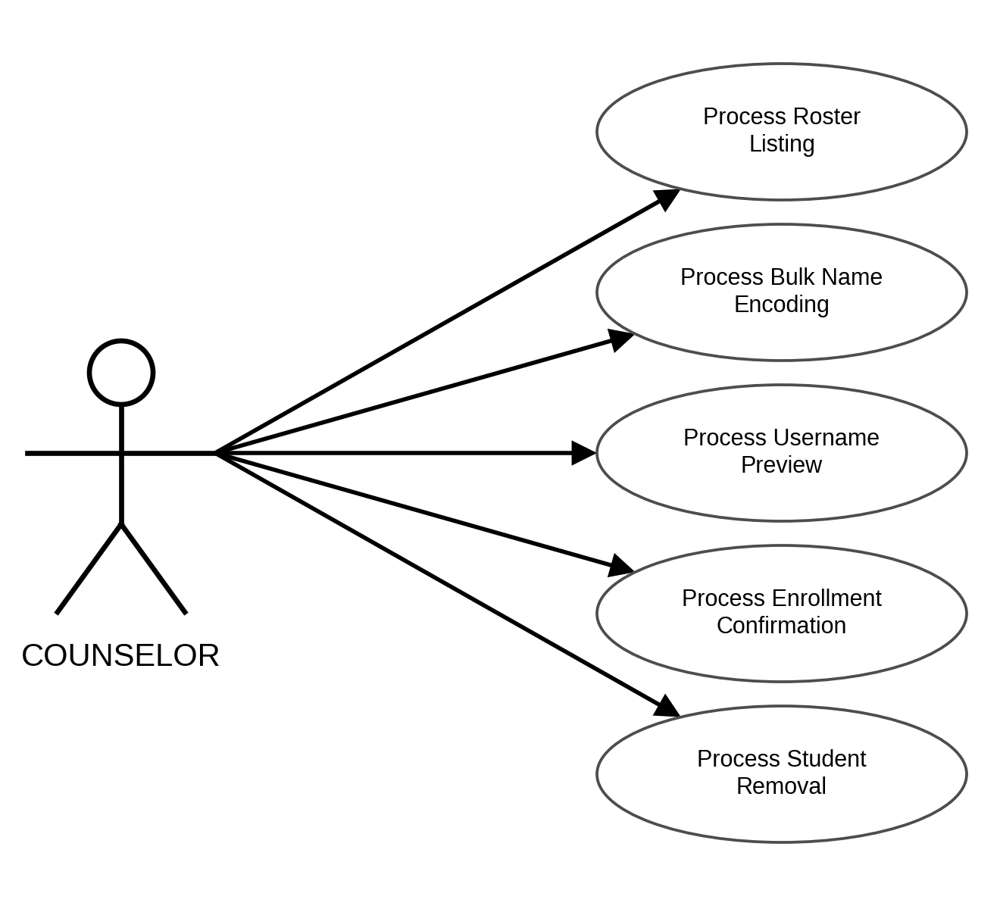 Process Roster
Listing
Process Bulk Name
Encoding
Process Username
Preview
Process Enrollment
Confirmation
COUNSELOR
Process Student
Removal